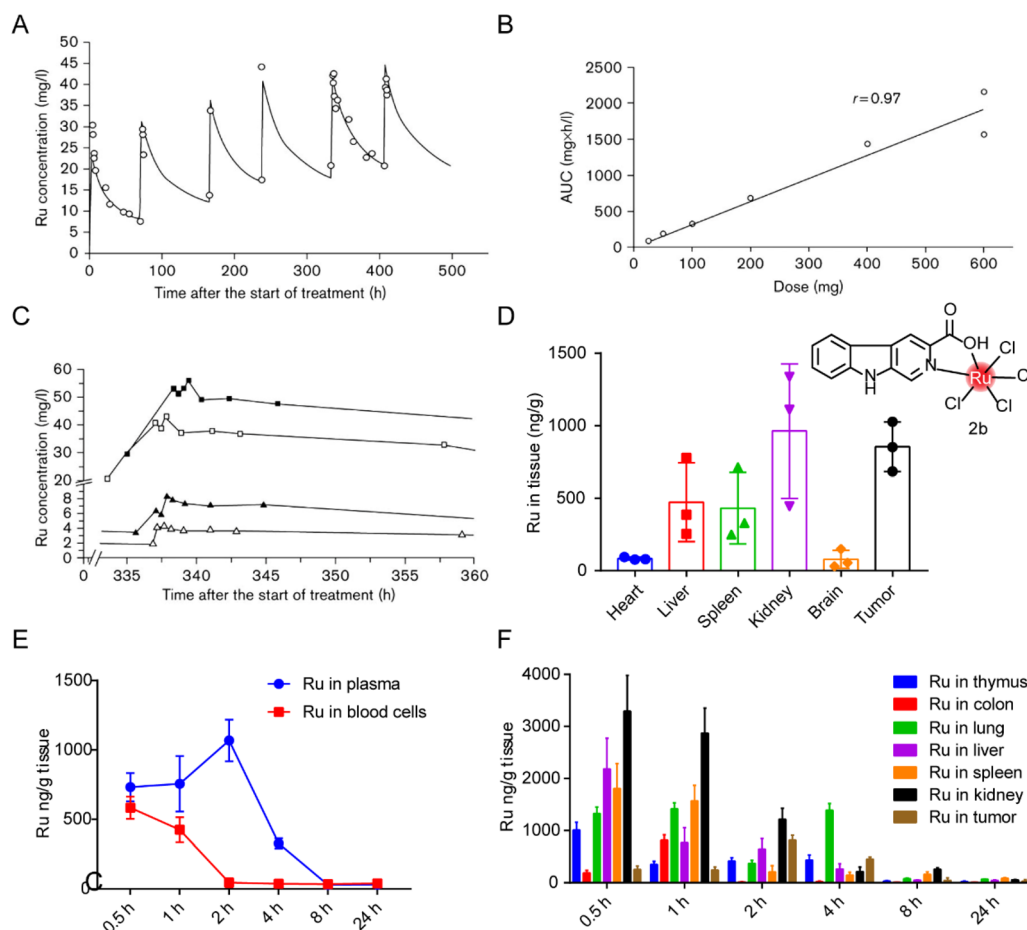 A
Ru concentration (mg/l)
50
45
40
35
30
25
20
15
10
5
0
0 100 200 300 400 500
Time after the start of treatment (h)
B
AUC (mg×h/l)
2500
2000
1500
1000
500
0
r=0.97
0 100 200 300 400 500 600
Dose (mg)
C
Ru concentration (mg/l)
60
50
40
30
20
8
6
4
2
0
335 340 345 350 355 360
Time after the start of treatment (h)
D
Ru in tissue (ng/g)
1500
1000
500
0
Heart Liver Spleen Kidney Brain Tumor
O
OH
Cl
N
Ru
C
NH
Cl
Cl
2b
E
Ru ng/g tissue
1500
1000
500
C
Ru in plasma
Ru in blood cells
0.5 h 1 h 2 h 4 h 8 h 24 h
F
Ru ng/g tissue
4000
3000
2000
1000
0
Ru in thymus
Ru in colon
Ru in lung
Ru in liver
Ru in spleen
Ru in kidney
Ru in tumor
0.5 h 1 h 2 h 4 h 8 h 24 h